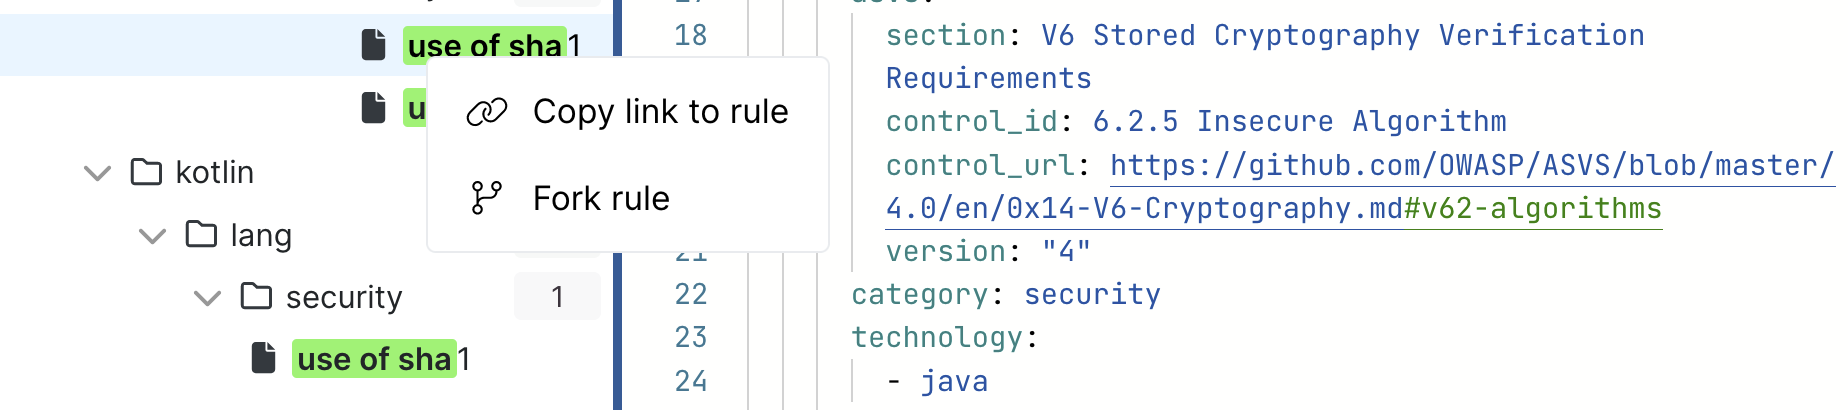 use of sha1
u
Copy link to rule
Fork rule
kotlin
lang
security 1
use of sha1
18
section: V6 Stored Cryptography Verification
Requirements
control_id: 6.2.5 Insecure Algorithm
control_url: https://github.com/OWASP/ASVS/blob/master/
4.0/en/0x14-V6-Cryptography.md#v62-algorithms
21 version: "4"
22 category: security
23 technology:
24 - java